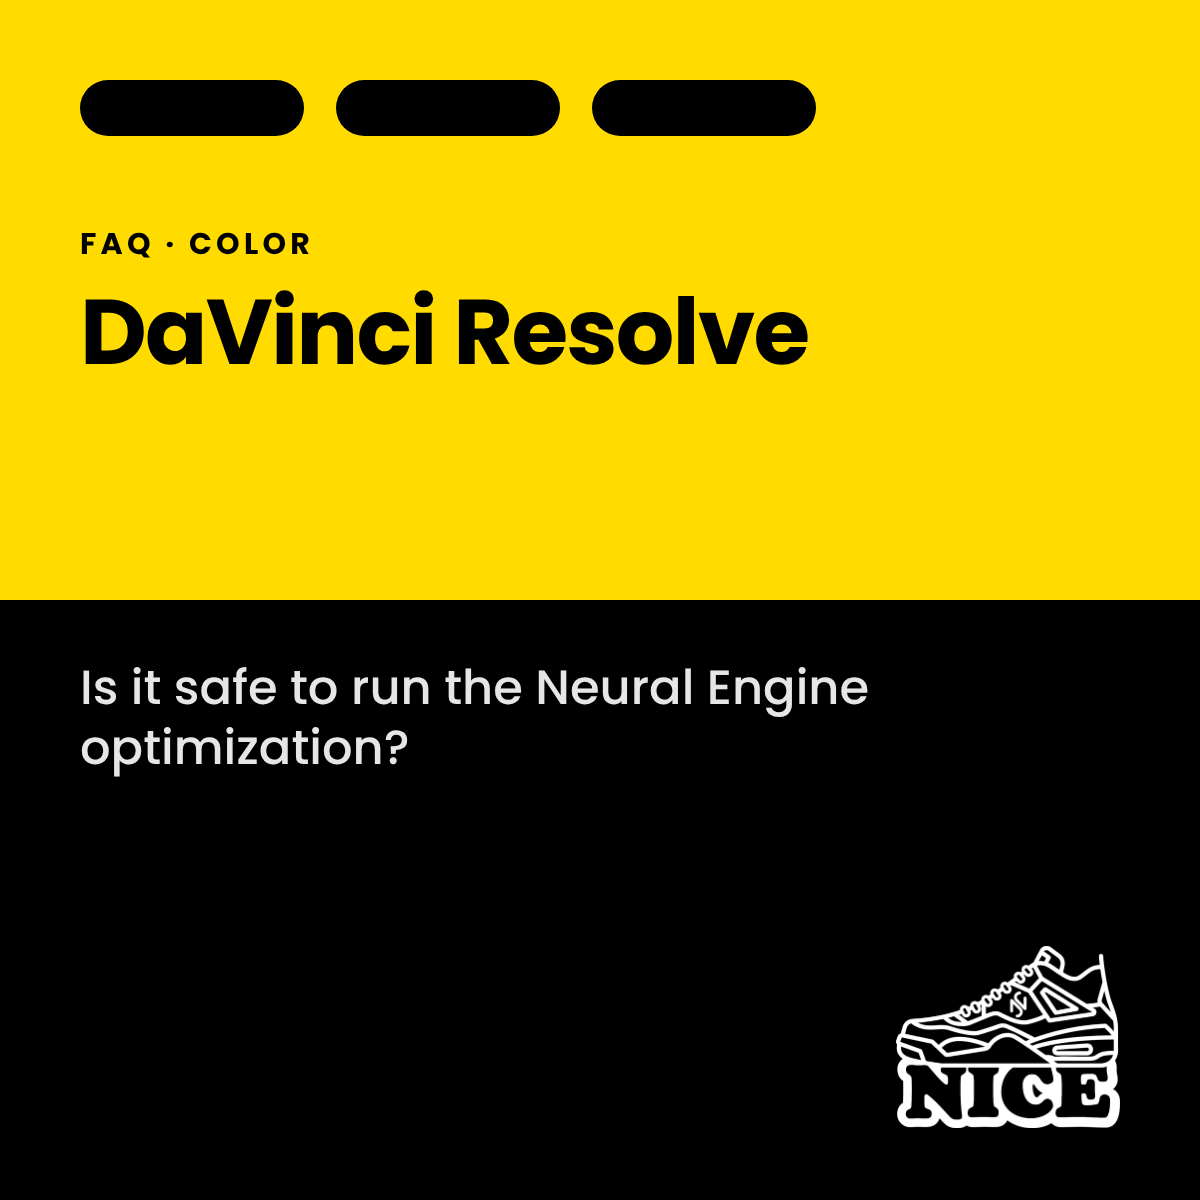 FAQ · COLOR
DaVinci Resolve
Is it safe to run the Neural Engine
optimization?
NICE